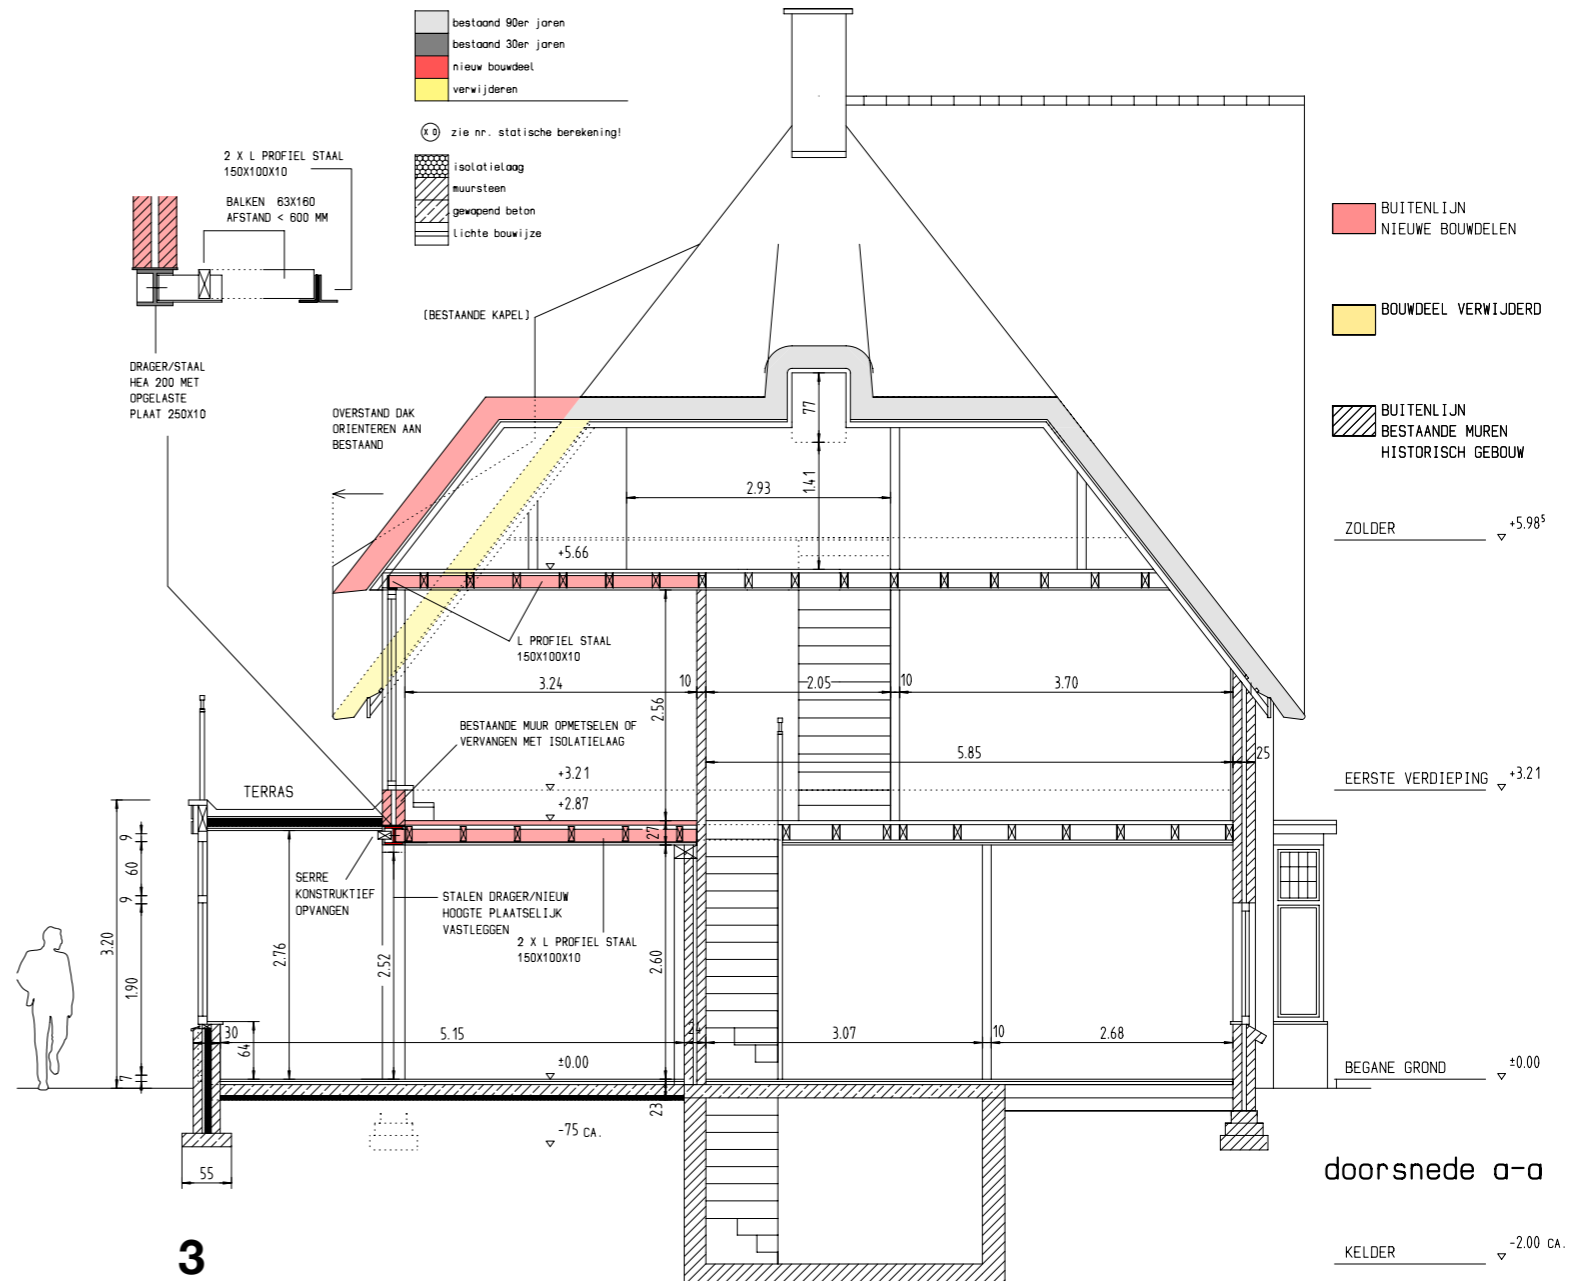 bestaand 90er jaren
bestaand 30er jaren
nieuw bouwdeel
verwijderen
X 0 zie nr. statische berekening!
isolatielaag
muursteen
gewapend beton
lichte bouwijze
2 X L PROFIEL STAAL
150X100X10
BALKEN 63X160
AFSTAND < 600 MM
DRAGER/STAAL
HEA 200 MET
OPGELASTE
PLAAT 250X10
(BESTAANDE KAPEL)
OVERSTAND DAK
ORIENTEREN AAN
BESTAAND
BUITENLIJN
NIEUWE BOUWDELEN
BOUWDEEL VERWIJDERD
BUITENLIJN
BESTAANDE MUREN
HISTORISCH GEBOUW
77
1.41
2.93
ZOLDER +5.98⁵
+5.66
L PROFIEL STAAL
150X100X10
3.24 10 2.05 10 3.70
2.56
BESTAANDE MUUR OPMETSELEN OF
VERVANGEN MET ISOLATIELAAG
5.85 25
+3.21
EERSTE VERDIEPING +3.21
TERRAS
+2.87
27
9
60
9
1.90
7
3.20
SERRE
KONSTRUKTIEF
OPVANGEN
STALEN DRAGER/NIEUW
HOOGTE PLAATSELIJK
VASTLEGGEN
2 X L PROFIEL STAAL
150X100X10
2.76
2.52
2.60
30 5.15 3.07 10 2.68
64
±0.00
BEGANE GROND ±0.00
23
-75 CA.
55
doorsnede a-a
3
KELDER -2.00 CA.